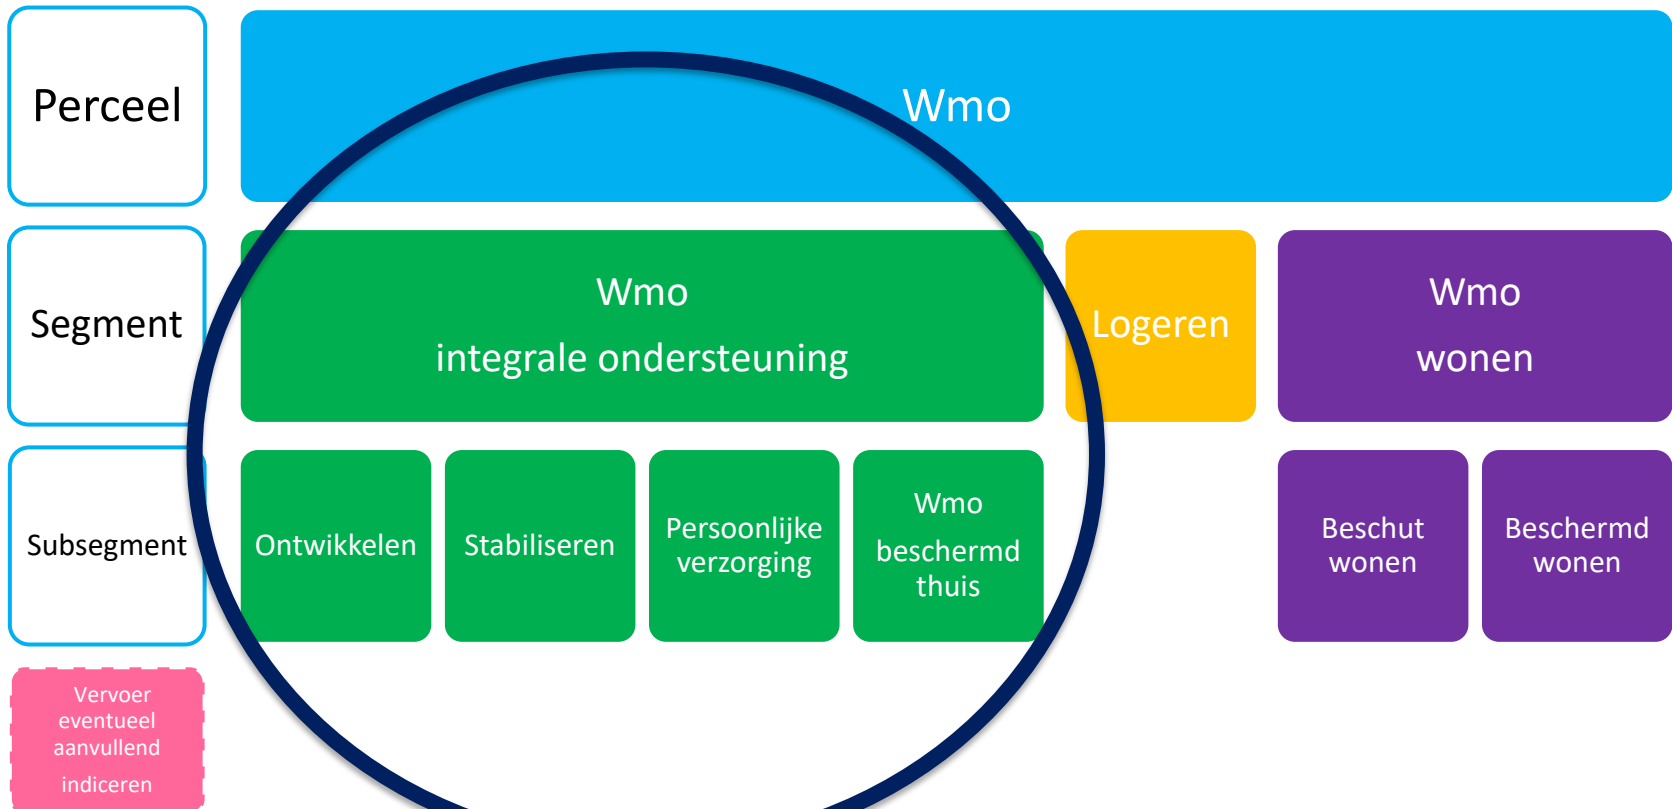 Perceel
Wmo
Segment
Wmo
integrale ondersteuning
Logeren
Wmo
wonen
Subsegment
Ontwikkelen
Stabiliseren
Persoonlijke
verzorging
Wmo
beschermd
thuis
Beschut
wonen
Beschermd
wonen
Vervoer
eventueel
aanvullend
indiceren